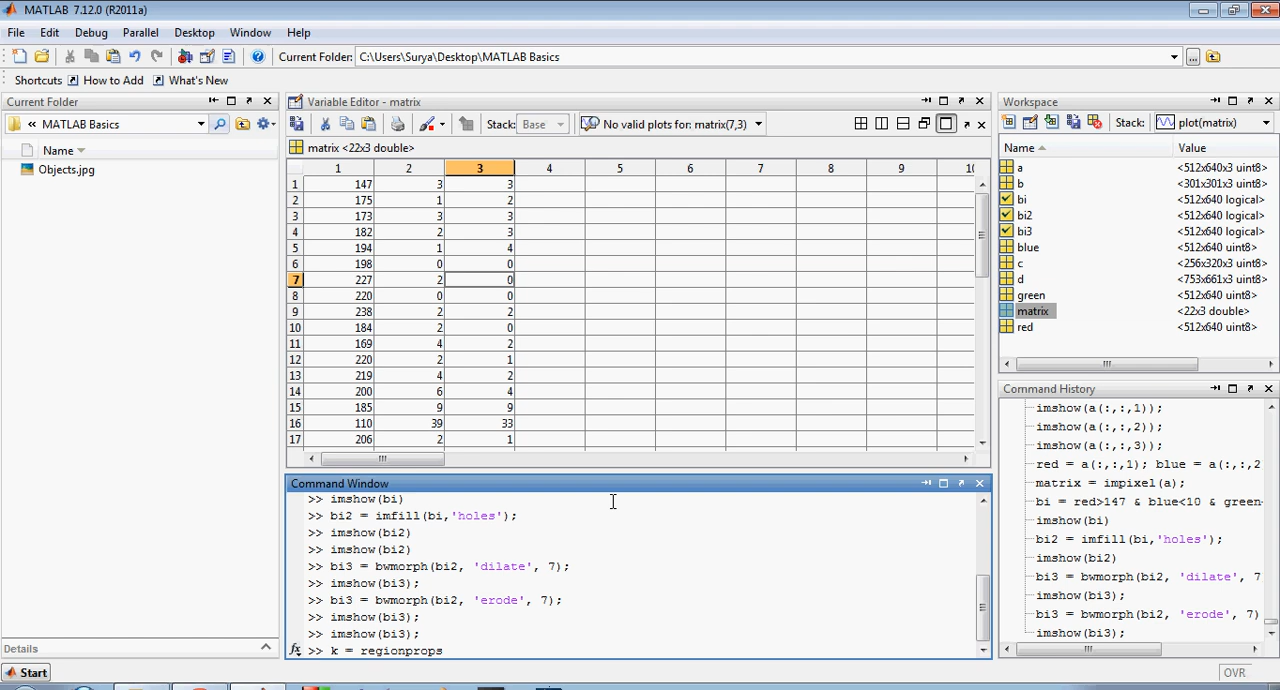 MATLAB 7.12.0 (R2011a)
File Edit Debug Parallel Desktop Window Help
Current Folder: C:\Users\Surya\Desktop\MATLAB Basics
Shortcuts How to Add What's New
Current Folder
« MATLAB Basics
Name
Objects.jpg
Details
Variable Editor - matrix
Stack: Base No valid plots for: matrix(7,3)
matrix <22x3 double>
1 2 3 4 5 6 7 8 9 10
1 147 3 3
2 175 1 2
3 173 3 3
4 182 2 3
5 194 1 4
6 198 0 0
7 227 2 0
8 220 0 0
9 238 2 2
10 184 2 0
11 169 4 2
12 220 2 1
13 219 4 2
14 200 6 4
15 185 9 9
16 110 39 33
17 206 2 1
Command Window
>> imshow(bi)
>> bi2 = imfill(bi,'holes');
>> imshow(bi2)
>> imshow(bi2)
>> bi3 = bwmorph(bi2, 'dilate', 7);
>> imshow(bi3);
>> bi3 = bwmorph(bi2, 'erode', 7);
>> imshow(bi3);
>> imshow(bi3);
fx >> k = regionprops
Workspace
Stack: plot(matrix)
Name Value
a <512x640x3 uint8>
b <301x301x3 uint8>
bi <512x640 logical>
bi2 <512x640 logical>
bi3 <512x640 logical>
blue <512x640 uint8>
c <256x320x3 uint8>
d <753x661x3 uint8>
green <512x640 uint8>
matrix <22x3 double>
red <512x640 uint8>
Command History
imshow(a(:,:,1));
imshow(a(:,:,2));
imshow(a(:,:,3));
red = a(:,:,1); blue = a(:,:,2
matrix = impixel(a);
bi = red>147 & blue<10 & green
imshow(bi)
bi2 = imfill(bi,'holes');
imshow(bi2)
bi3 = bwmorph(bi2, 'dilate', 7
imshow(bi3);
bi3 = bwmorph(bi2, 'erode', 7)
imshow(bi3);
Start
OVR